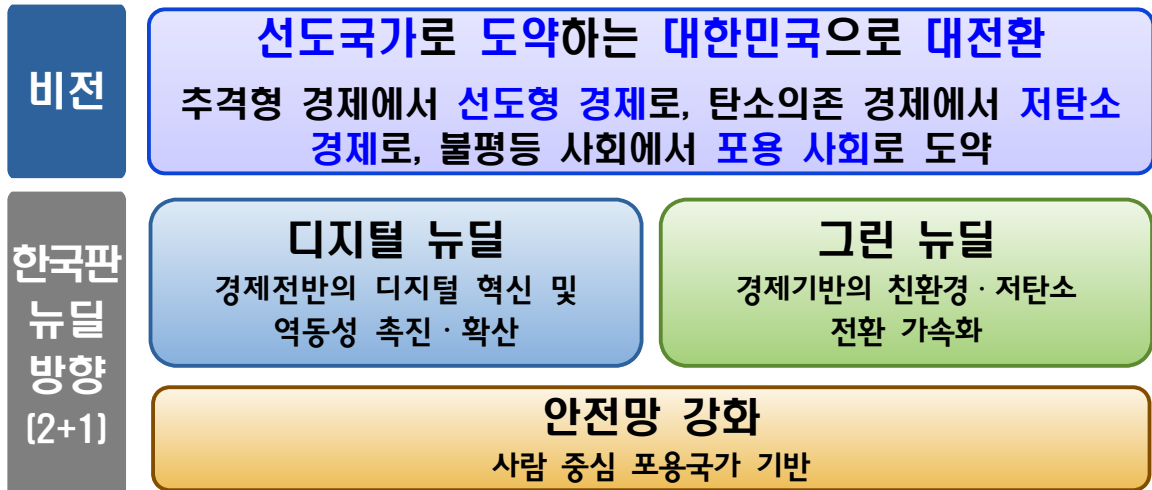 비전
선도국가로 도약하는 대한민국으로 대전환
추격형 경제에서 선도형 경제로, 탄소의존 경제에서 저탄소
경제로, 불평등 사회에서 포용 사회로 도약
한국판
뉴딜
방향
(2+1)
디지털 뉴딜
경제전반의 디지털 혁신 및
역동성 촉진·확산
그린 뉴딜
경제기반의 친환경·저탄소
전환 가속화
안전망 강화
사람 중심 포용국가 기반